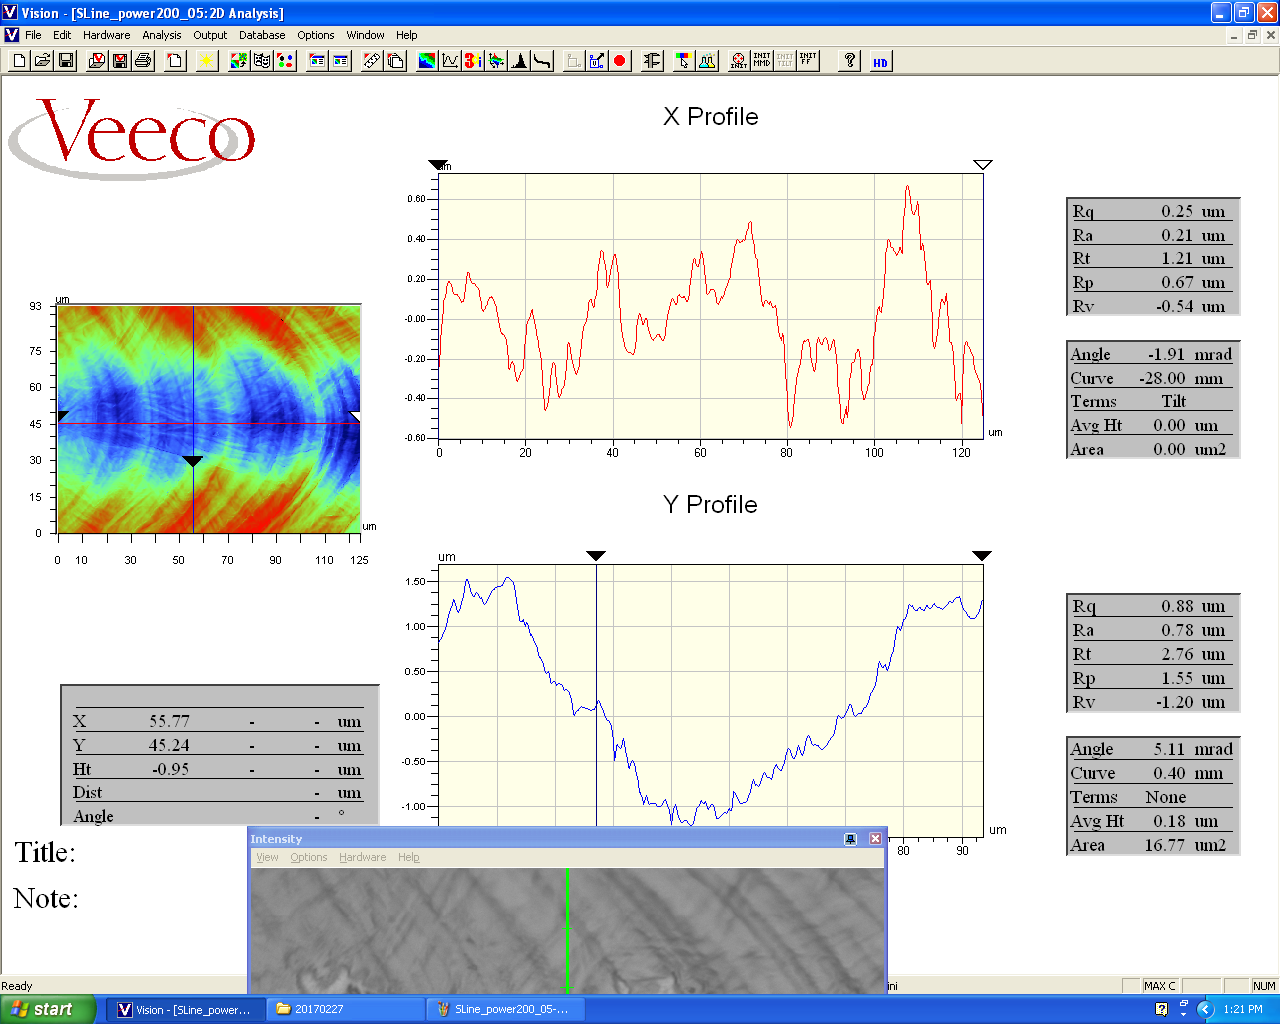 Vision - [SLine_power200_05:2D Analysis]
File Edit Hardware Analysis Output Database Options Window Help
INIT INIT MMD INIT TILT INIT FF ? HD
Veeco
X Profile
um
0.60
0.40
0.20
-0.00
-0.20
-0.40
-0.60
0 20 40 60 80 100 120 um
Rq 0.25 um
Ra 0.21 um
Rt 1.21 um
Rp 0.67 um
Rv -0.54 um
Angle -1.91 mrad
Curve -28.00 mm
Terms Tilt
Avg Ht 0.00 um
Area 0.00 um2
um
93
75
60
45
30
15
0
um
0 10 30 50 70 90 110 125
Y Profile
um
1.50
1.00
0.50
0.00
-0.50
-1.00
80 90 um
Rq 0.88 um
Ra 0.78 um
Rt 2.76 um
Rp 1.55 um
Rv -1.20 um
Angle 5.11 mrad
Curve 0.40 mm
Terms None
Avg Ht 0.18 um
Area 16.77 um2
X 55.77 - - um
Y 45.24 - - um
Ht -0.95 - - um
Dist - um
Angle - °
Title:
Note:
Intensity
View Options Hardware Help
Ready ini MAX C NUM
start Vision - [SLine_power... 20170227 SLine_power200_05-... 1:21 PM